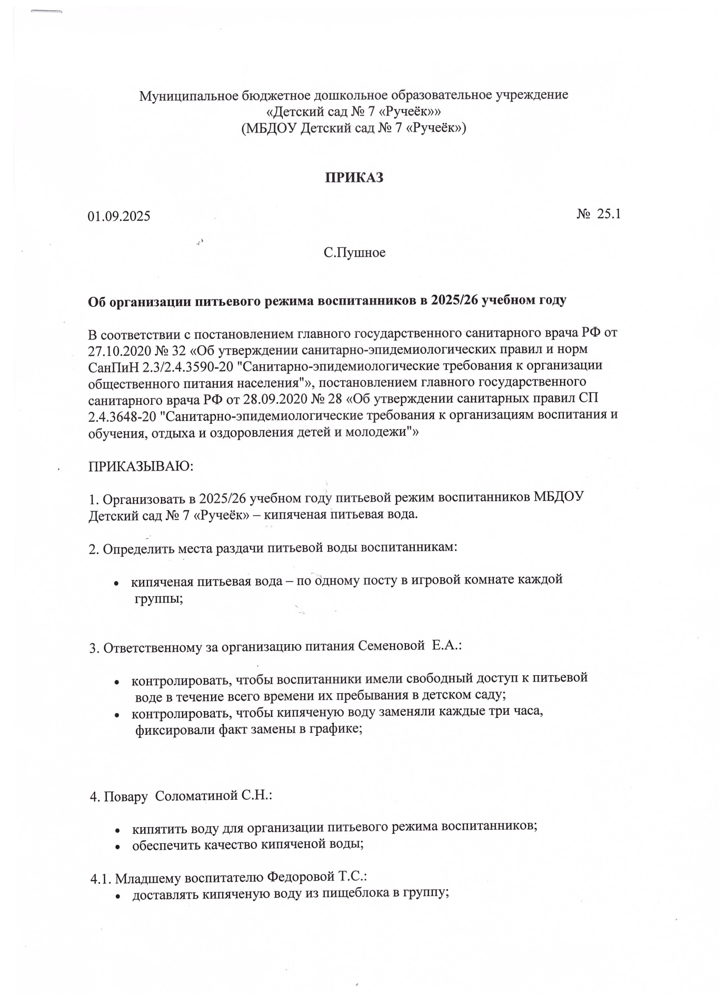 Муниципальное бюджетное дошкольное образовательное учреждение
«Детский сад № 7 «Ручеёк»»
(МБДОУ Детский сад № 7 «Ручеёк»)
ПРИКАЗ
01.09.2025 № 25.1
С.Пушное
Об организации питьевого режима воспитанников в 2025/26 учебном году
В соответствии с постановлением главного государственного санитарного врача РФ от
27.10.2020 № 32 «Об утверждении санитарно-эпидемиологических правил и норм
СанПиН 2.3/2.4.3590-20 "Санитарно-эпидемиологические требования к организации
общественного питания населения"», постановлением главного государственного
санитарного врача РФ от 28.09.2020 № 28 «Об утверждении санитарных правил СП
2.4.3648-20 "Санитарно-эпидемиологические требования к организациям воспитания и
обучения, отдыха и оздоровления детей и молодежи"»
ПРИКАЗЫВАЮ:
1. Организовать в 2025/26 учебном году питьевой режим воспитанников МБДОУ
Детский сад № 7 «Ручеёк» – кипяченая питьевая вода.
2. Определить места раздачи питьевой воды воспитанникам:
• кипяченая питьевая вода – по одному посту в игровой комнате каждой
группы;
3. Ответственному за организацию питания Семеновой Е.А.:
• контролировать, чтобы воспитанники имели свободный доступ к питьевой
воде в течение всего времени их пребывания в детском саду;
• контролировать, чтобы кипяченую воду заменяли каждые три часа,
фиксировали факт замены в графике;
4. Повару Соломатиной С.Н.:
• кипятить воду для организации питьевого режима воспитанников;
• обеспечить качество кипяченой воды;
4.1. Младшему воспитателю Федоровой Т.С.:
• доставлять кипяченую воду из пищеблока в группу;